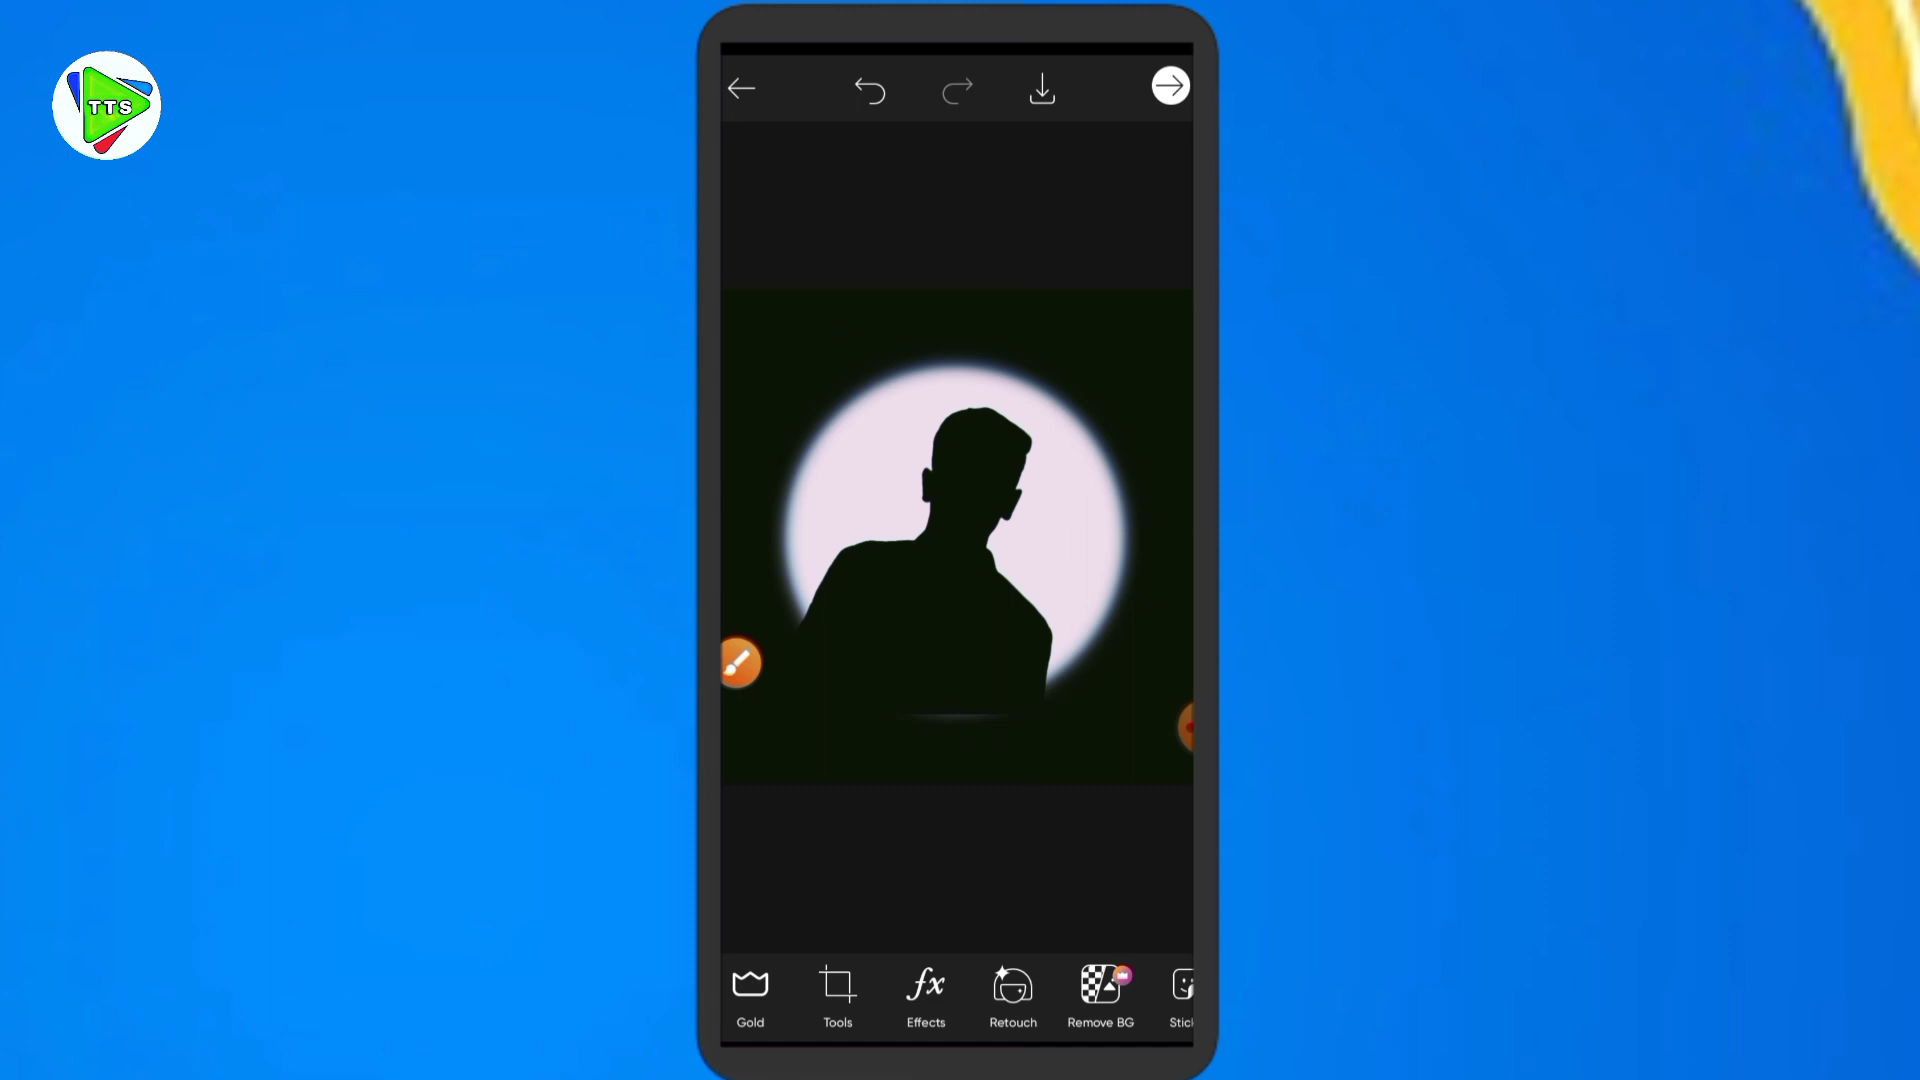 TTS
Gold
Tools
fx
Effects
Retouch
Remove BG
Stic